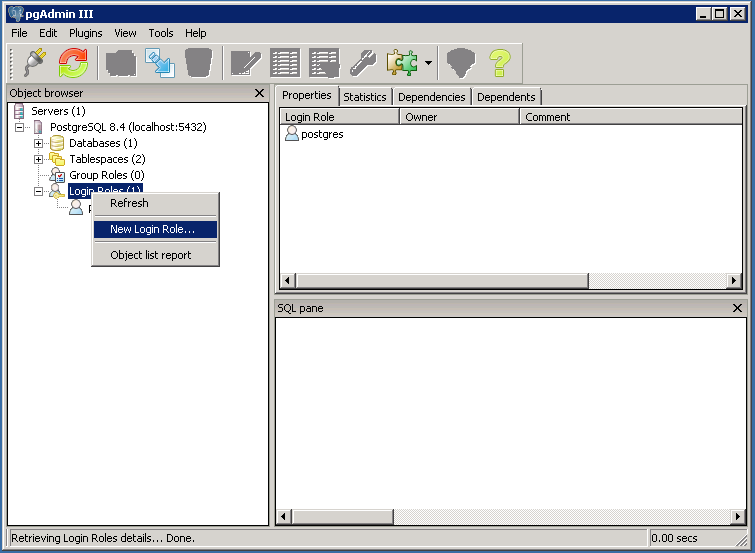 pgAdmin III
File Edit Plugins View Tools Help
Object browser
Servers (1)
PostgreSQL 8.4 (localhost:5432)
Databases (1)
Tablespaces (2)
Group Roles (0)
Login Roles (1)
Refresh
New Login Role...
Object list report
Properties Statistics Dependencies Dependents
Login Role Owner Comment
postgres
SQL pane
Retrieving Login Roles details... Done. 0.00 secs